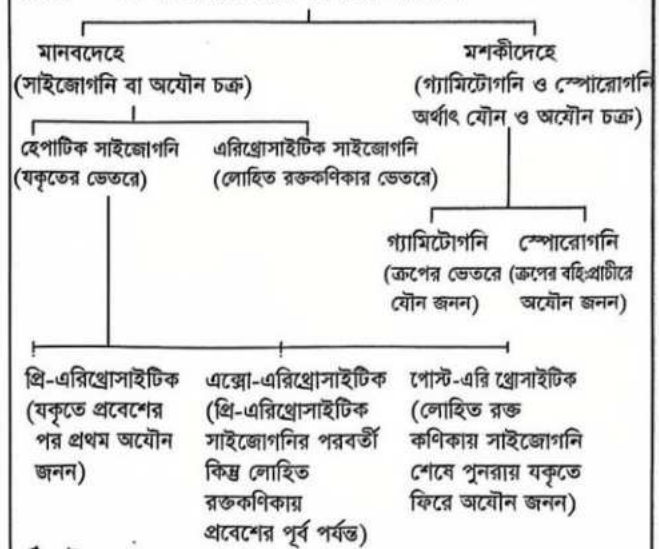 মানবদেহে
(সাইজোগনি বা অযৌন চক্র)
মশকীদেহে
(গ্যামিটোগনি ও স্পোরোগনি
অর্থাৎ যৌন ও অযৌন চক্র)
হেপাটিক সাইজোগনি
(যকৃতের ভেতরে)
এরিথ্রোসাইটিক সাইজোগনি
(লোহিত রক্তকণিকার ভেতরে)
গ্যামিটোগনি
(ক্রপের ভেতরে
যৌন জনন)
স্পোরোগনি
(ক্রপের বহিঃপ্রাচীরে
অযৌন জনন)
প্রি-এরিথ্রোসাইটিক
(যকৃতে প্রবেশের
পর প্রথম অযৌন
জনন)
এক্সো-এরিথ্রোসাইটিক
(প্রি-এরিথ্রোসাইটিক
সাইজোগনির পরবর্তী
কিন্তু লোহিত
রক্তকণিকায়
প্রবেশের পূর্ব পর্যন্ত)
পোস্ট-এরি থ্রোসাইটিক
(লোহিত রক্ত
কণিকায় সাইজোগনি
শেষে পুনরায় যকৃতে
ফিরে অযৌন জনন)